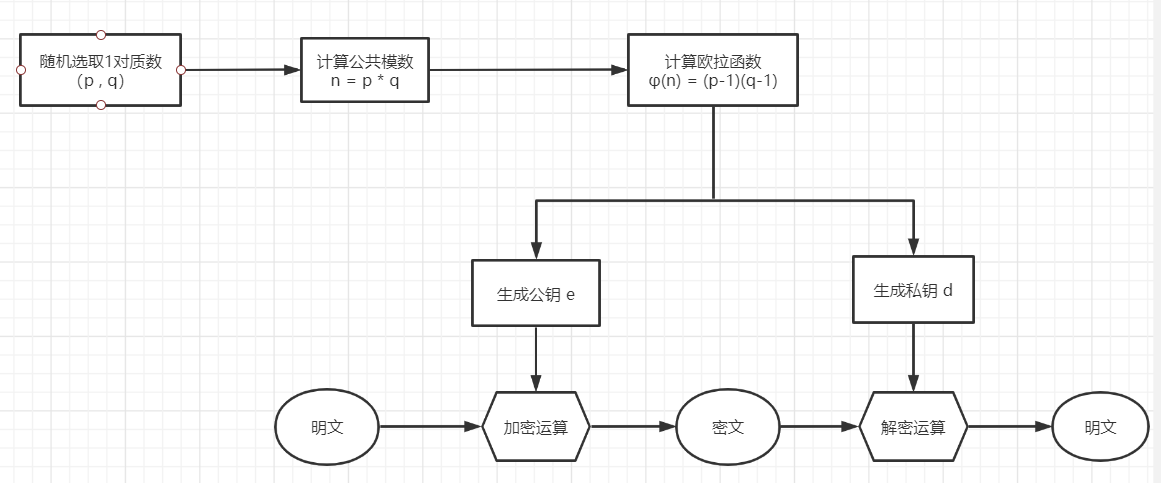 随机选取1对质数
（p , q）
计算公共模数
n = p * q
计算欧拉函数
φ(n) = (p-1)(q-1)
生成公钥 e
生成私钥 d
明文
加密运算
密文
解密运算
明文